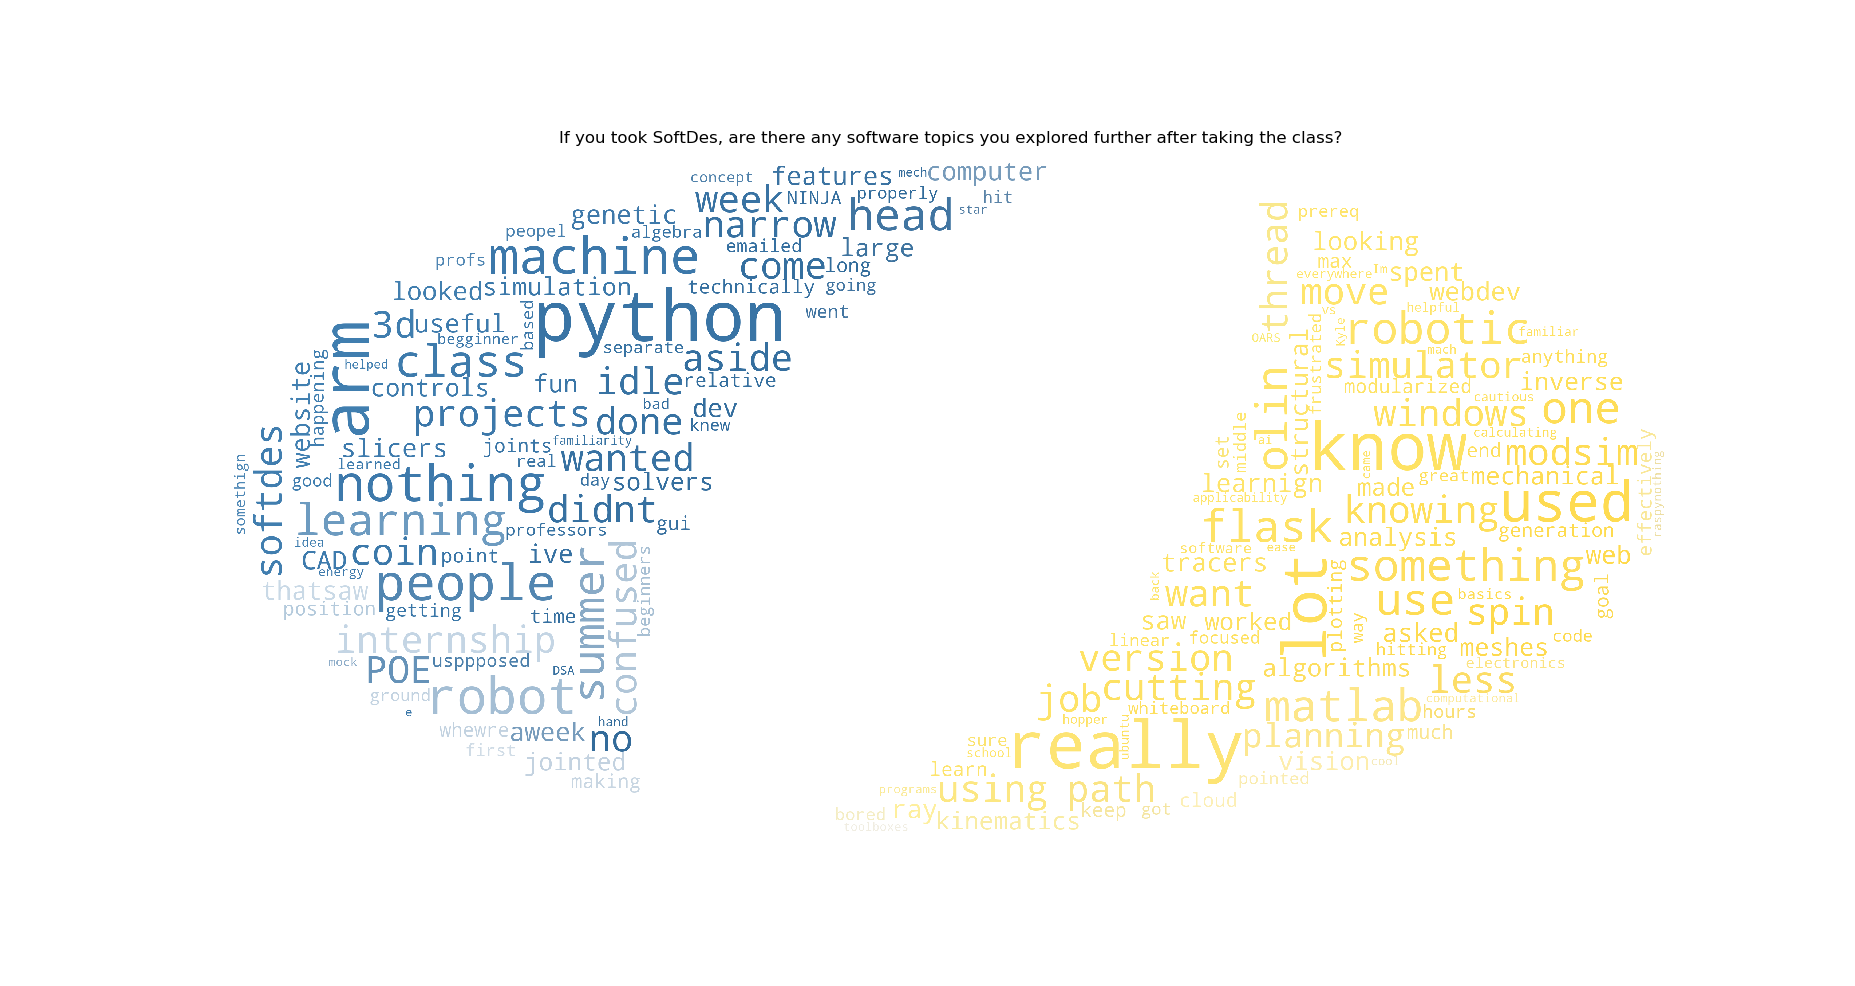 If you took SoftDes, are there any software topics you explored further after taking the class?
concept features mech computer
week NINJA properly hit
genetic narrow head star
peopel algebra
machine emailed large
profs come long
looked simulation technically going
python went
3d useful based
arm begginner separate aside
class
helped
controls fun idle relative
website happening
projects done bad dev
knew
slicers joints familiarity
learned real wanted
softdes good nothing day solvers
somethign
learning didnt gui
professors
idea
CAD coin point ive
energy
thatsaw people
position getting time summer confused beginners
internship
mock POE usppposed DSA
ground robot
e
whewre aweek hand
first no
jointed
making
thread prereq
looking
max
everywhere Im spent
move webdev
vs helpful
OARS Kyle robotic familiar
structural frustrated mach
simulator anything
modularized inverse
cautious
olin windows one
middle ai know calculating
set came end modsim effectively
learnign great mechanical raspynothing
applicability go made used
flask knowing
analysis generation
software ease
tracers something web
back lot
want plotting use basics goal
saw worked spin
way asked code
linear. focused hitting meshes
version algorithms electronics
cutting less
job matlab computational
whiteboard hours
hopper ubuntu
sure really planning much
school
learn. vision cool
pointed
programs using path
cloud
bored ray keep got
toolboxes kinematics